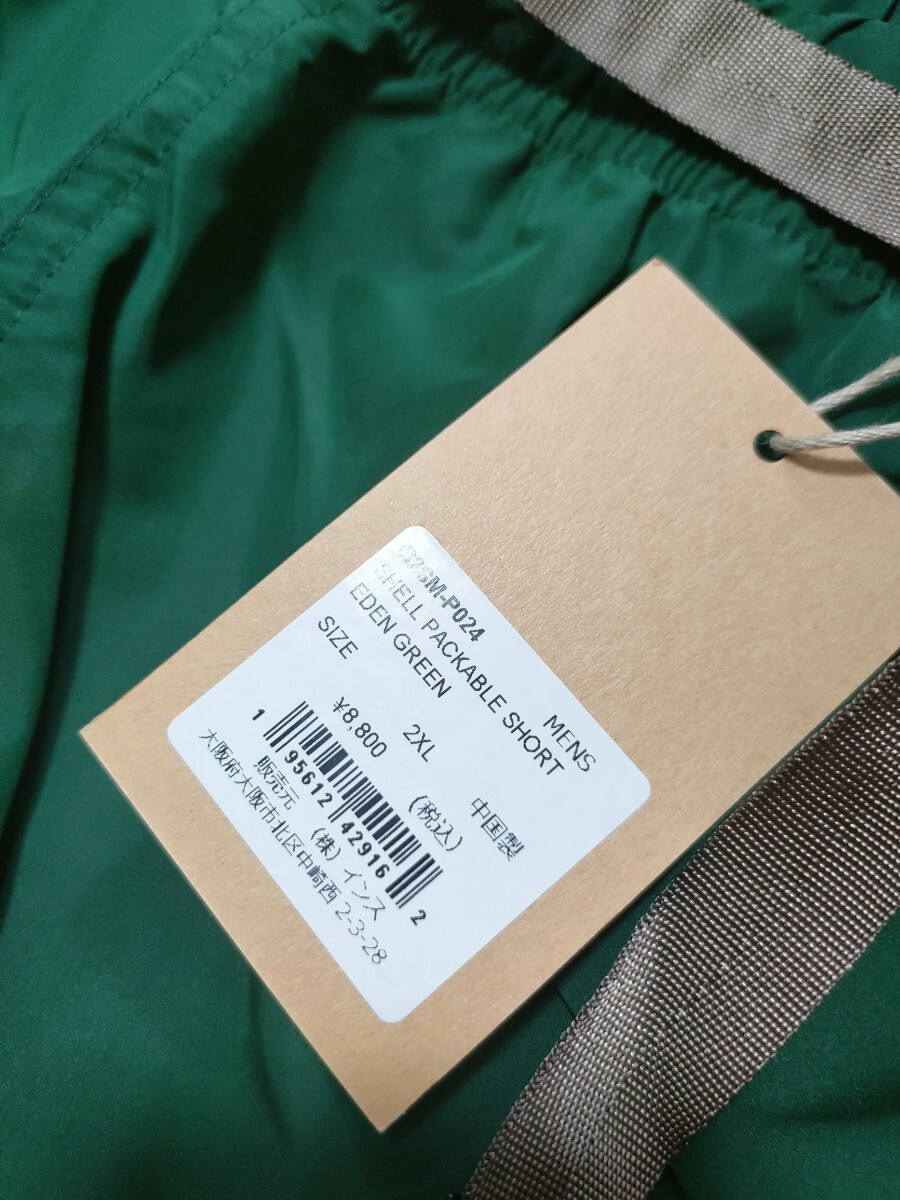 MENS
SHELL PACKABLE SHORT
EDEN GREEN
SIZE 2XL 中国製
¥8,800 (税込)
1 95612 42916 2
販売元 (株)インス
大阪府大阪市北区中崎西 2-3-28